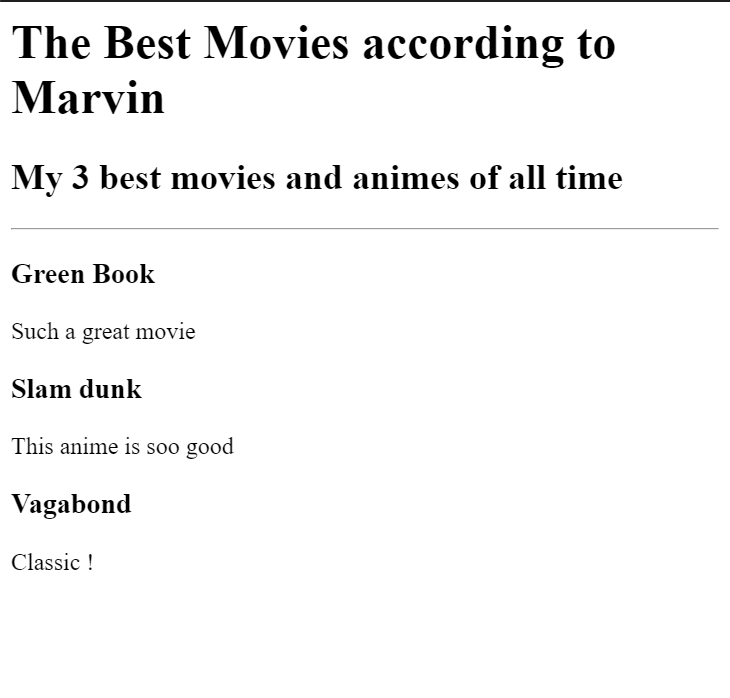 The Best Movies according to
Marvin
My 3 best movies and animes of all time
Green Book
Such a great movie
Slam dunk
This anime is soo good
Vagabond
Classic !